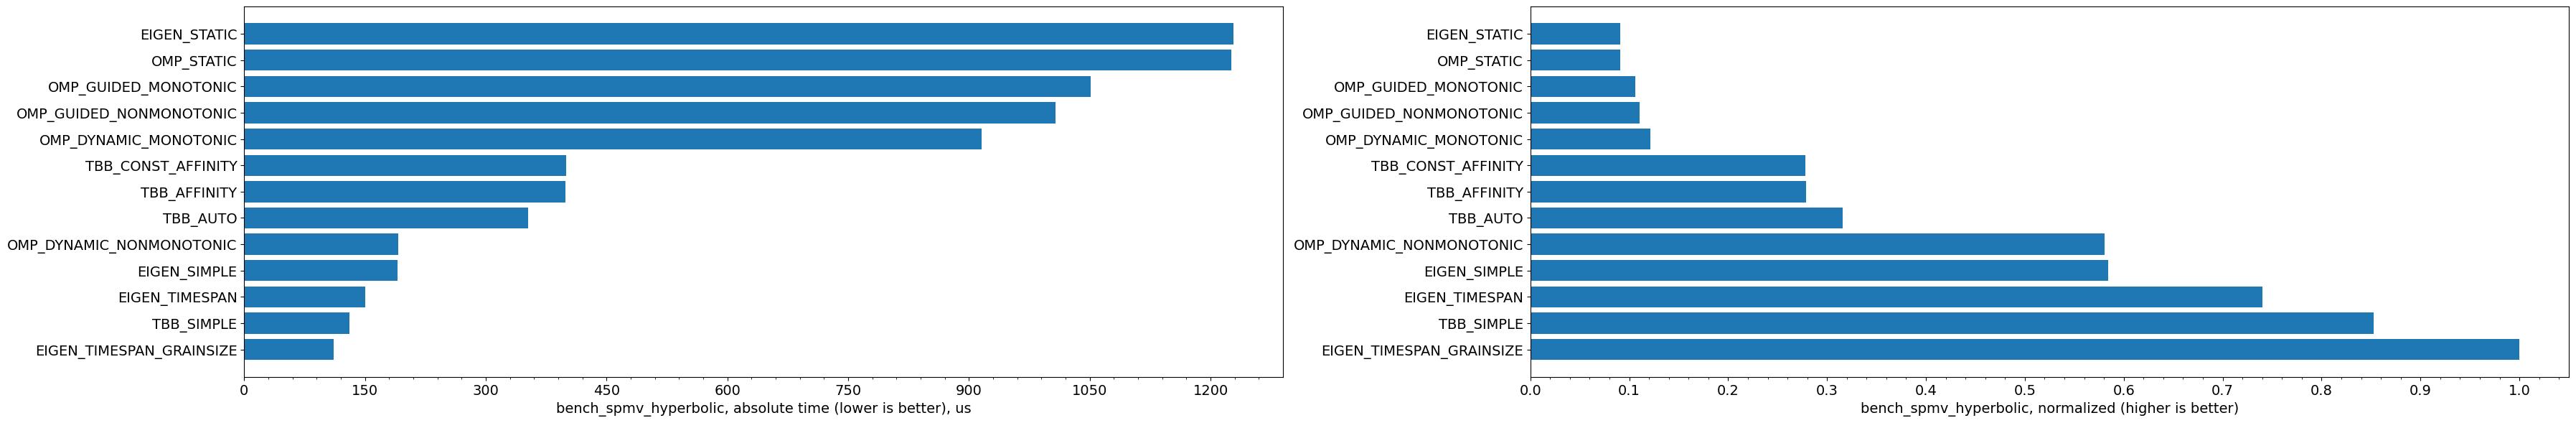 EIGEN_STATIC
OMP_STATIC
OMP_GUIDED_MONOTONIC
OMP_GUIDED_NONMONOTONIC
OMP_DYNAMIC_MONOTONIC
TBB_CONST_AFFINITY
TBB_AFFINITY
TBB_AUTO
OMP_DYNAMIC_NONMONOTONIC
EIGEN_SIMPLE
EIGEN_TIMESPAN
TBB_SIMPLE
EIGEN_TIMESPAN_GRAINSIZE
0 150 300 450 600 750 900 1050 1200
bench_spmv_hyperbolic, absolute time (lower is better), us
EIGEN_STATIC
OMP_STATIC
OMP_GUIDED_MONOTONIC
OMP_GUIDED_NONMONOTONIC
OMP_DYNAMIC_MONOTONIC
TBB_CONST_AFFINITY
TBB_AFFINITY
TBB_AUTO
OMP_DYNAMIC_NONMONOTONIC
EIGEN_SIMPLE
EIGEN_TIMESPAN
TBB_SIMPLE
EIGEN_TIMESPAN_GRAINSIZE
0.0 0.1 0.2 0.3 0.4 0.5 0.6 0.7 0.8 0.9 1.0
bench_spmv_hyperbolic, normalized (higher is better)